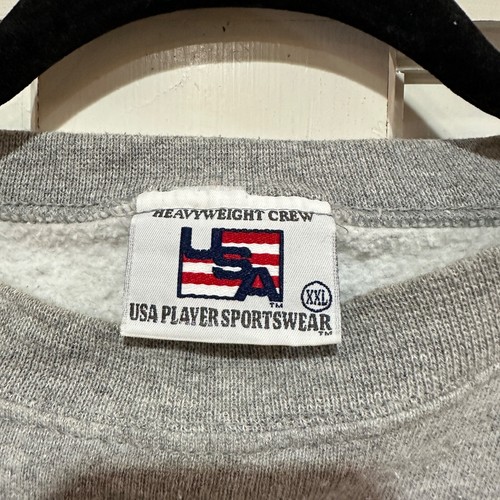 HEAVYWEIGHT CREW
USA
TM
XXL
USA PLAYER SPORTSWEAR
TM